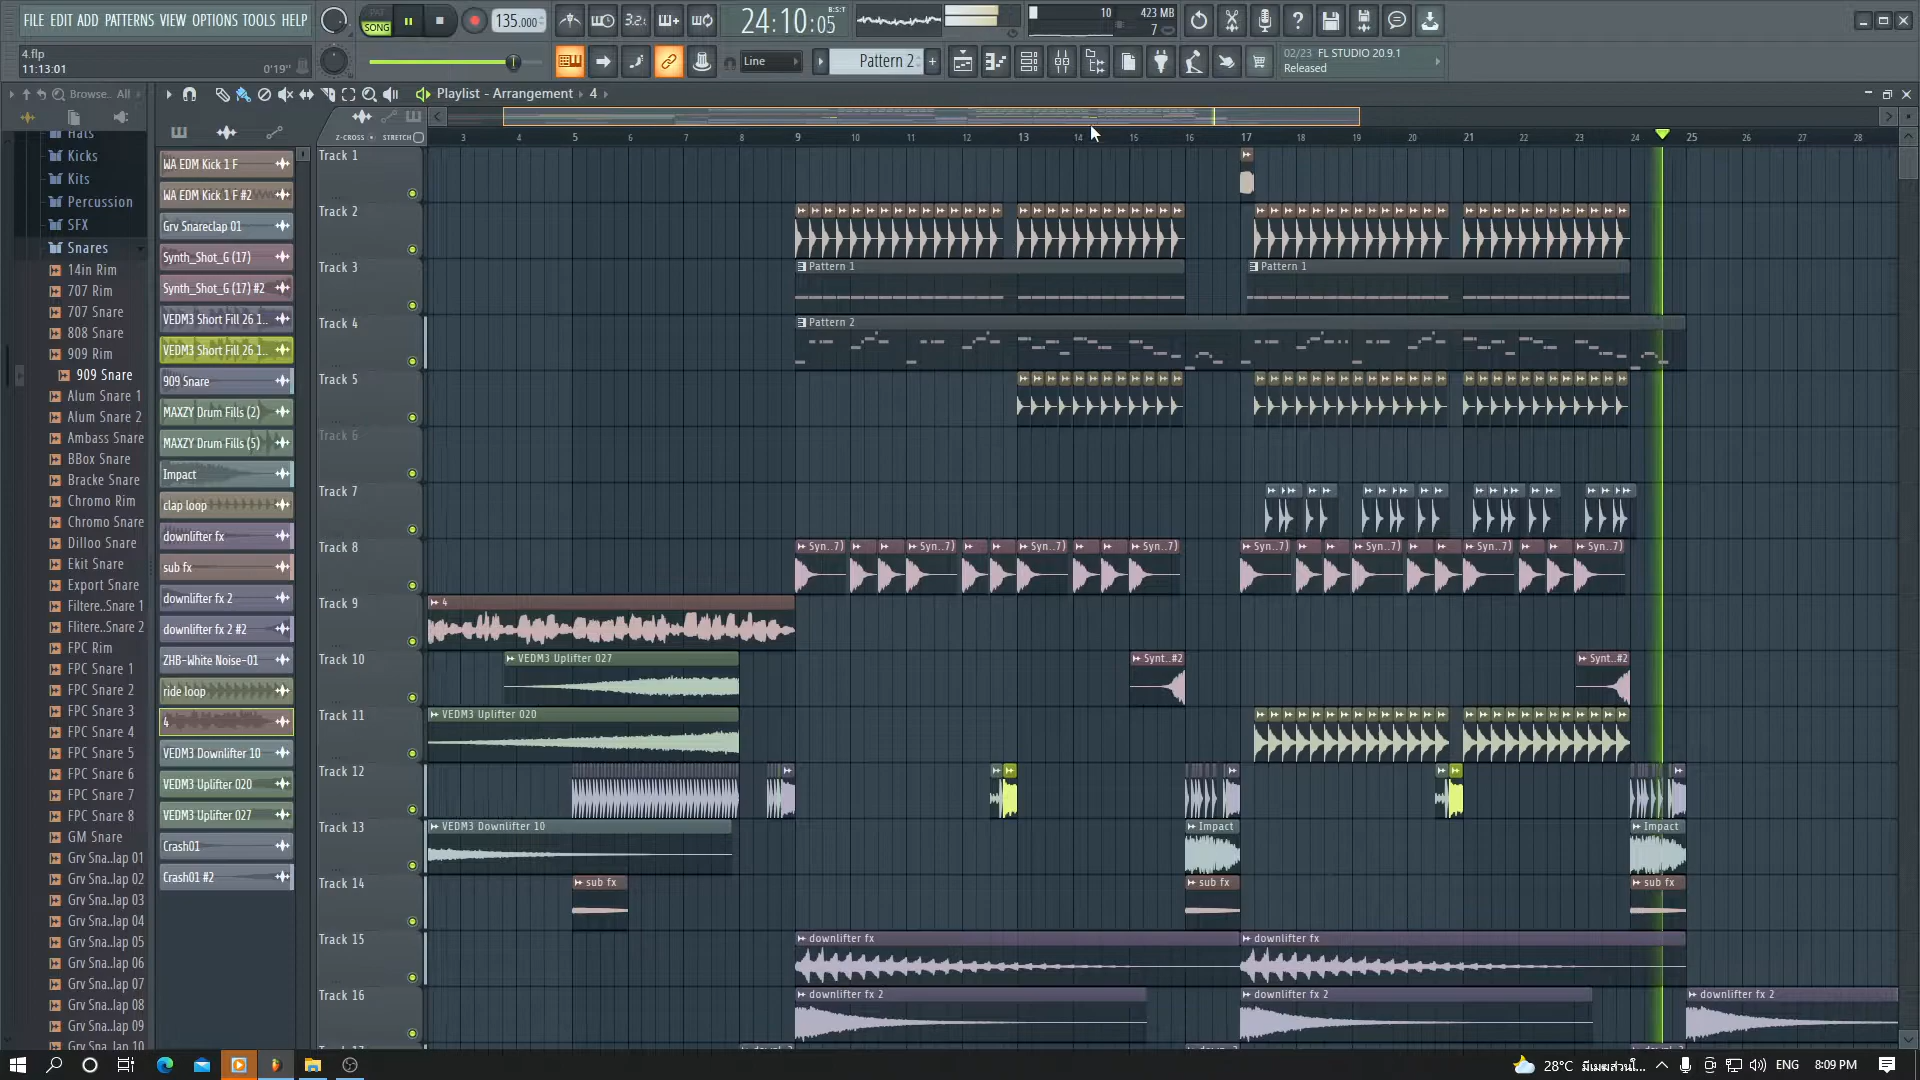 FILE EDIT ADD PATTERNS VIEW OPTIONS TOOLS HELP
PAT
SONG
135.000
3.2
24:10:05
B:S:T
10
423 MB
7
4.flp
11:13:01
0'19"
Line
Pattern 2
02/23 FL STUDIO 20.9.1
Released
Browse.. All
Playlist - Arrangement
4
Z-CROSS
STRETCH
3 5 6 7 8 9 10 11 12 13 14 15 16 17 18 19 20 21 22 23 24 25 26 27 28
Hats
Kicks
Kits
Percussion
SFX
Snares
14in Rim
707 Rim
707 Snare
808 Snare
909 Rim
909 Snare
Alum Snare 1
Alum Snare 2
Ambass Snare
BBox Snare
Bracke Snare
Chromo Rim
Chromo Snare
Dilloo Snare
Ekit Snare
Export Snare
Filtere..Snare 1
Flitere..Snare 2
FPC Rim
FPC Snare 1
FPC Snare 2
FPC Snare 3
FPC Snare 4
FPC Snare 5
FPC Snare 6
FPC Snare 7
FPC Snare 8
GM Snare
Grv Sna..lap 01
Grv Sna..lap 02
Grv Sna..lap 03
Grv Sna..lap 04
Grv Sna..lap 05
Grv Sna..lap 06
Grv Sna..lap 07
Grv Sna..lap 08
Grv Sna..lap 09
Grv Sna..lap 10
WA EDM Kick 1 F
WA EDM Kick 1 F #2
Grv Snareclap 01
Synth_Shot_G (17)
Synth_Shot_G (17) #2
VEDM3 Short Fill 26 1..
VEDM3 Short Fill 26 1..
909 Snare
MAXZY Drum Fills (2)
MAXZY Drum Fills (5)
Impact
clap loop
downlifter fx
sub fx
downlifter fx 2
downlifter fx 2 #2
ZHB-White Noise-01
ride loop
4
VEDM3 Downlifter 10
VEDM3 Uplifter 020
VEDM3 Uplifter 027
Crash01
Crash01 #2
Track 1
Track 2
Track 3
Pattern 1
Pattern 1
Track 4
Pattern 2
Track 5
Track 6
Track 7
Track 8
Syn..7)
Syn..7)
Syn..7)
Syn..7)
Syn..7)
Syn..7)
Syn..7)
Syn..7)
Track 9
4
Track 10
VEDM3 Uplifter 027
Synt..#2
Synt..#2
Track 11
VEDM3 Uplifter 020
Track 12
Track 13
VEDM3 Downlifter 10
Impact
Impact
Track 14
sub fx
sub fx
sub fx
Track 15
downlifter fx
downlifter fx
Track 16
downlifter fx 2
downlifter fx 2
downlifter fx 2
28°C
มีเมฆส่วนใ...
ENG
8:09 PM